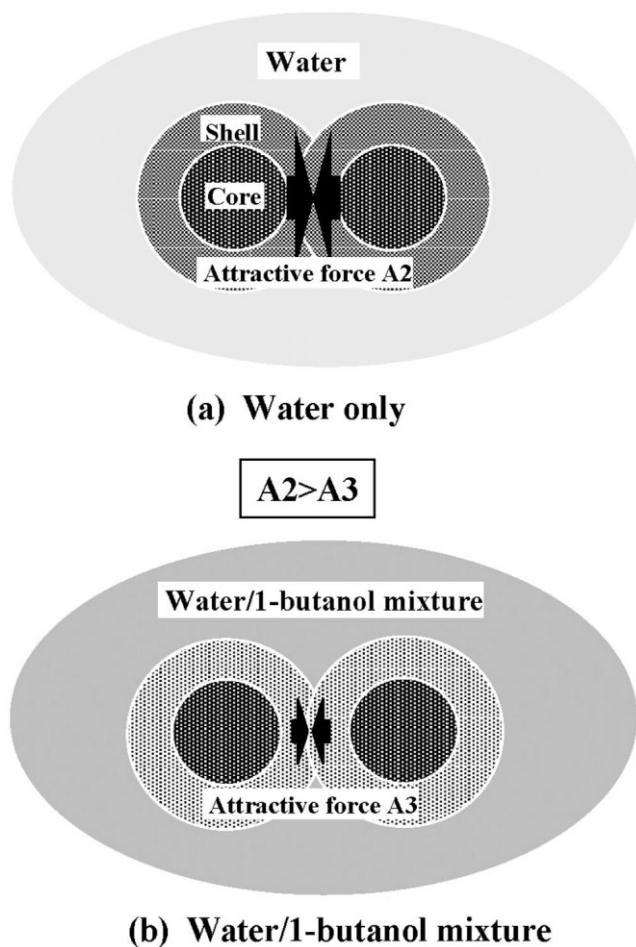 Water
Shell
Core
Attractive force A2
(a) Water only
A2>A3
Water/1-butanol mixture
Attractive force A3
(b) Water/1-butanol mixture